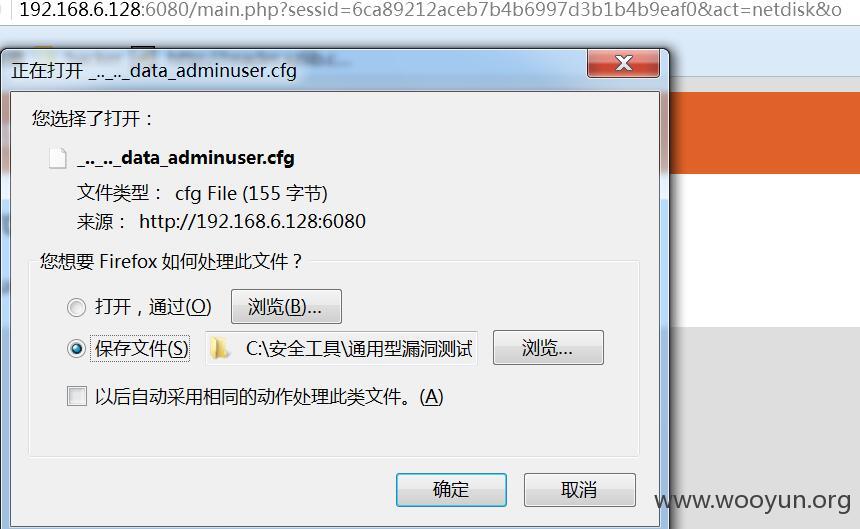 192.168.6.128:6080/main.php?sessid=6ca89212aceb7b4b6997d3b1b4b9eaf0&act=netdisk&o
正在打开 _.._.._data_adminuser.cfg
您选择了打开：
_.._.._data_adminuser.cfg
文件类型： cfg File (155 字节)
来源： http://192.168.6.128:6080
您想要 Firefox 如何处理此文件？
打开，通过(O) 浏览(B)...
保存文件(S) C:\安全工具\通用型漏洞测试 浏览...
以后自动采用相同的动作处理此类文件。(A)
确定 取消
www.wooyun.org